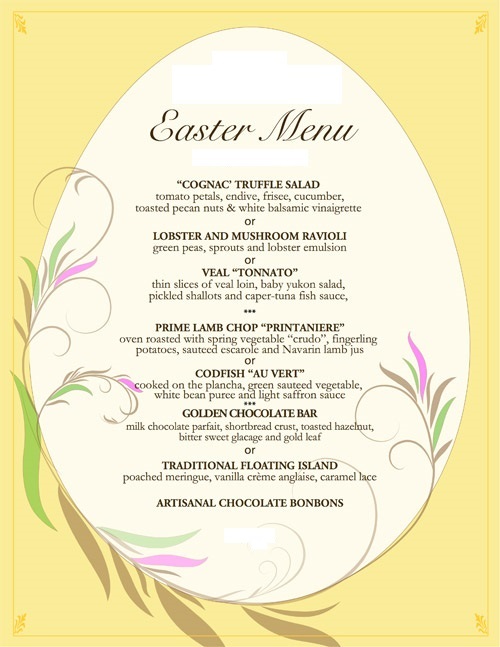 Easter Menu
“COGNAC’ TRUFFLE SALAD
tomato petals, endive, frisee, cucumber,
toasted pecan nuts & white balsamic vinaigrette
or
LOBSTER AND MUSHROOM RAVIOLI
green peas, sprouts and lobster emulsion
or
VEAL “TONNATO”
thin slices of veal loin, baby yukon salad,
pickled shallots and caper-tuna fish sauce,
***
PRIME LAMB CHOP “PRINTANIERE”
oven roasted with spring vegetable “crudo”, fingerling
potatoes, sauteed escarole and Navarin lamb jus
or
CODFISH “AU VERT”
cooked on the plancha, green sauteed vegetable,
white bean puree and light saffron sauce
***
GOLDEN CHOCOLATE BAR
milk chocolate parfait, shortbread crust, toasted hazelnut,
bitter sweet glacage and gold leaf
or
TRADITIONAL FLOATING ISLAND
poached meringue, vanilla crème anglaise, caramel lace
ARTISANAL CHOCOLATE BONBONS